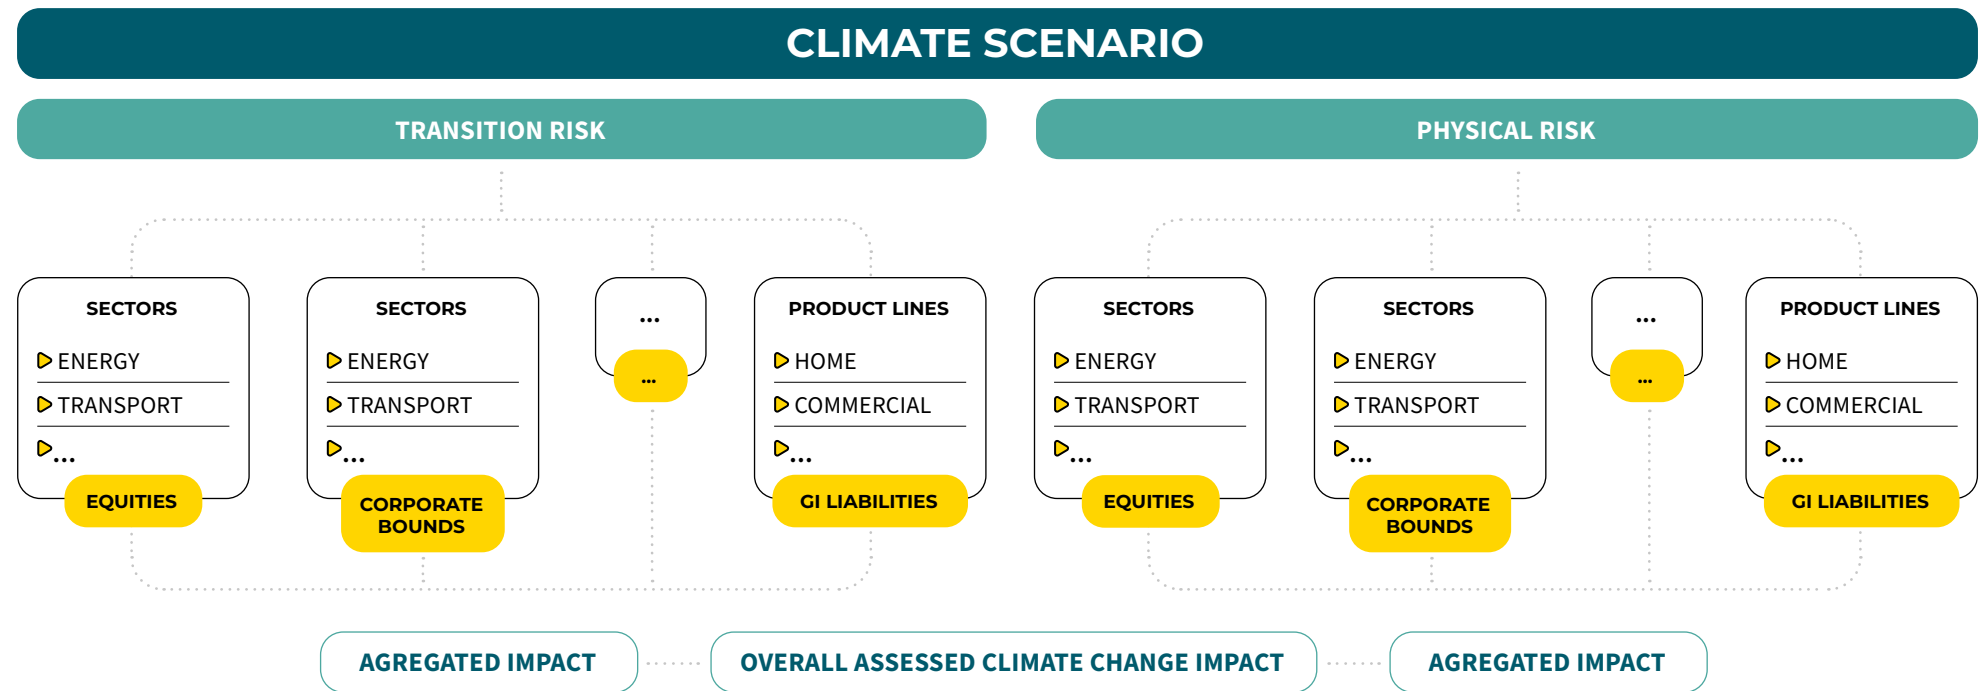 CLIMATE SCENARIO
TRANSITION RISK
SECTORS
ENERGY
TRANSPORT
...
EQUITIES
SECTORS
ENERGY
TRANSPORT
...
CORPORATE
BOUNDS
...
...
PRODUCT LINES
HOME
COMMERCIAL
...
GI LIABILITIES
PHYSICAL RISK
SECTORS
ENERGY
TRANSPORT
...
EQUITIES
SECTORS
ENERGY
TRANSPORT
...
CORPORATE
BOUNDS
...
...
PRODUCT LINES
HOME
COMMERCIAL
...
GI LIABILITIES
AGREGATED IMPACT
OVERALL ASSESSED CLIMATE CHANGE IMPACT
AGREGATED IMPACT